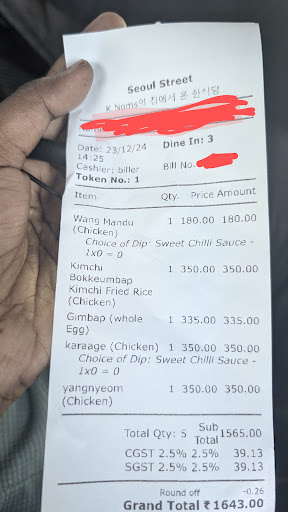 Seoul Street
K Noms이 집에서 온 한식당
Date: 23/12/24 Dine In: 3
14:25
Cashier: biller Bill No.
Token No.: 1
Item Qty. Price Amount
Wang Mandu 1 180.00 180.00
(Chicken)
Choice of Dip: Sweet Chilli Sauce -
1x0 = 0
Kimchi 1 350.00 350.00
Bokkeumbap
Kimchi Fried Rice
(Chicken)
Gimbap (whole 1 335.00 335.00
Egg)
karaage (Chicken) 1 350.00 350.00
Choice of Dip: Sweet Chilli Sauce -
1x0 = 0
yangnyeom 1 350.00 350.00
(Chicken)
Total Qty: 5 Sub Total 1565.00
CGST 2.5% 2.5% 39.13
SGST 2.5% 2.5% 39.13
Round off -0.26
Grand Total ₹ 1643.00